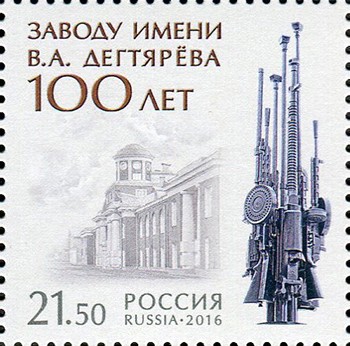 ЗАВОДУ ИМЕНИ
В.А. ДЕГТЯРЁВА
100 ЛЕТ
21.50 РОССИЯ
RUSSIA • 2016